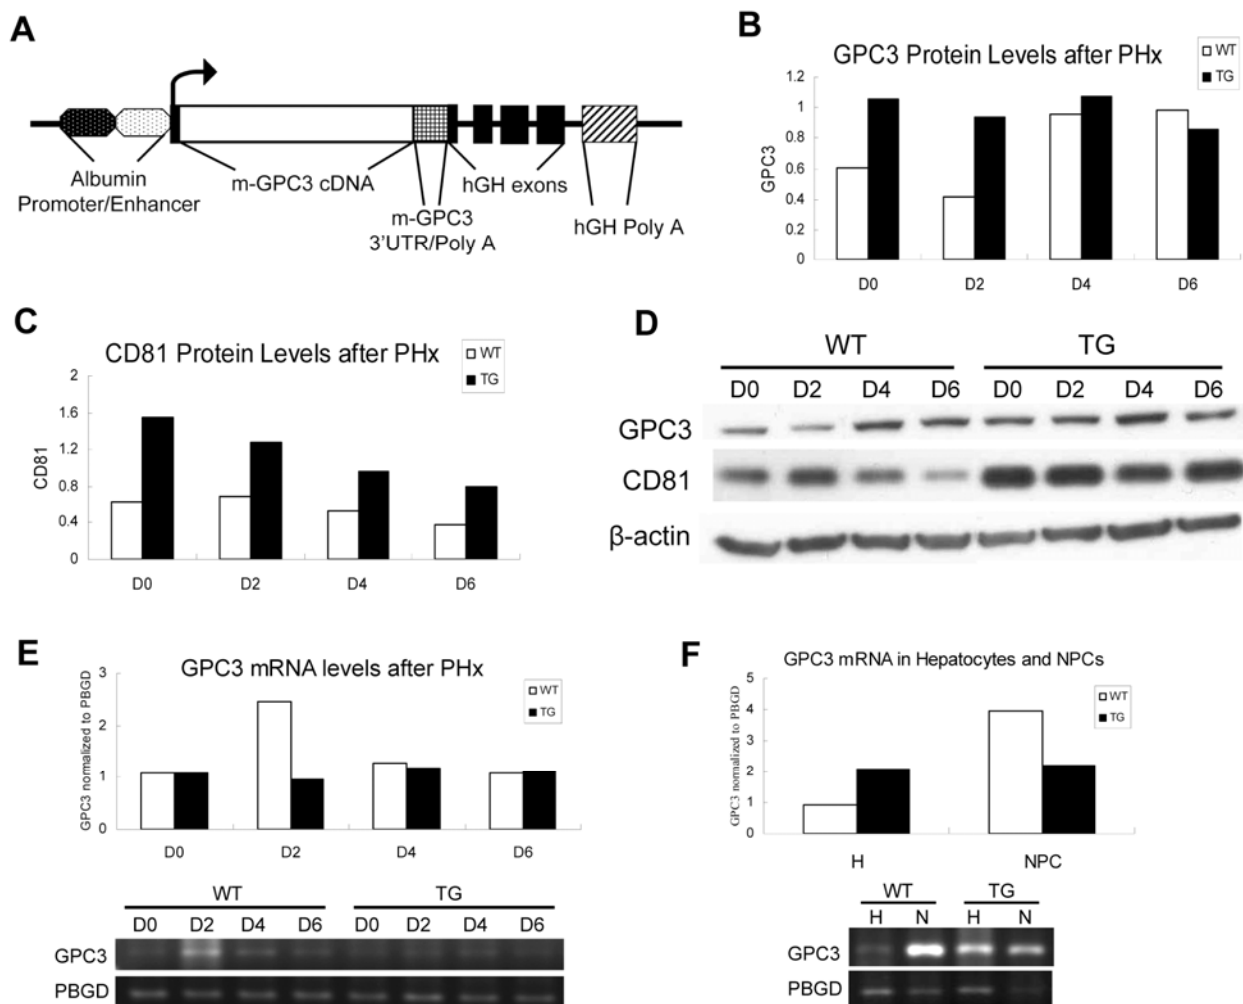 A
Albumin
Promoter/Enhancer
m-GPC3 cDNA
m-GPC3
3'UTR/Poly A
hGH exons
hGH Poly A
B
GPC3 Protein Levels after PHx
WT
TG
GPC3
1.2
1
0.8
0.6
0.4
0.2
0
D0 D2 D4 D6
C
CD81 Protein Levels after PHx
WT
TG
CD81
2
1.6
1.2
0.8
0.4
0
D0 D2 D4 D6
D
WT TG
D0 D2 D4 D6 D0 D2 D4 D6
GPC3
CD81
β-actin
E
GPC3 mRNA levels after PHx
WT
TG
GPC3 normalized to PBGD
3
2
1
0
D0 D2 D4 D6
WT TG
D0 D2 D4 D6 D0 D2 D4 D6
GPC3
PBGD
F
GPC3 mRNA in Hepatocytes and NPCs
WT
TG
GPC3 normalized to PBGD
5
4
3
2
1
0
H NPC
WT TG
H N H N
GPC3
PBGD